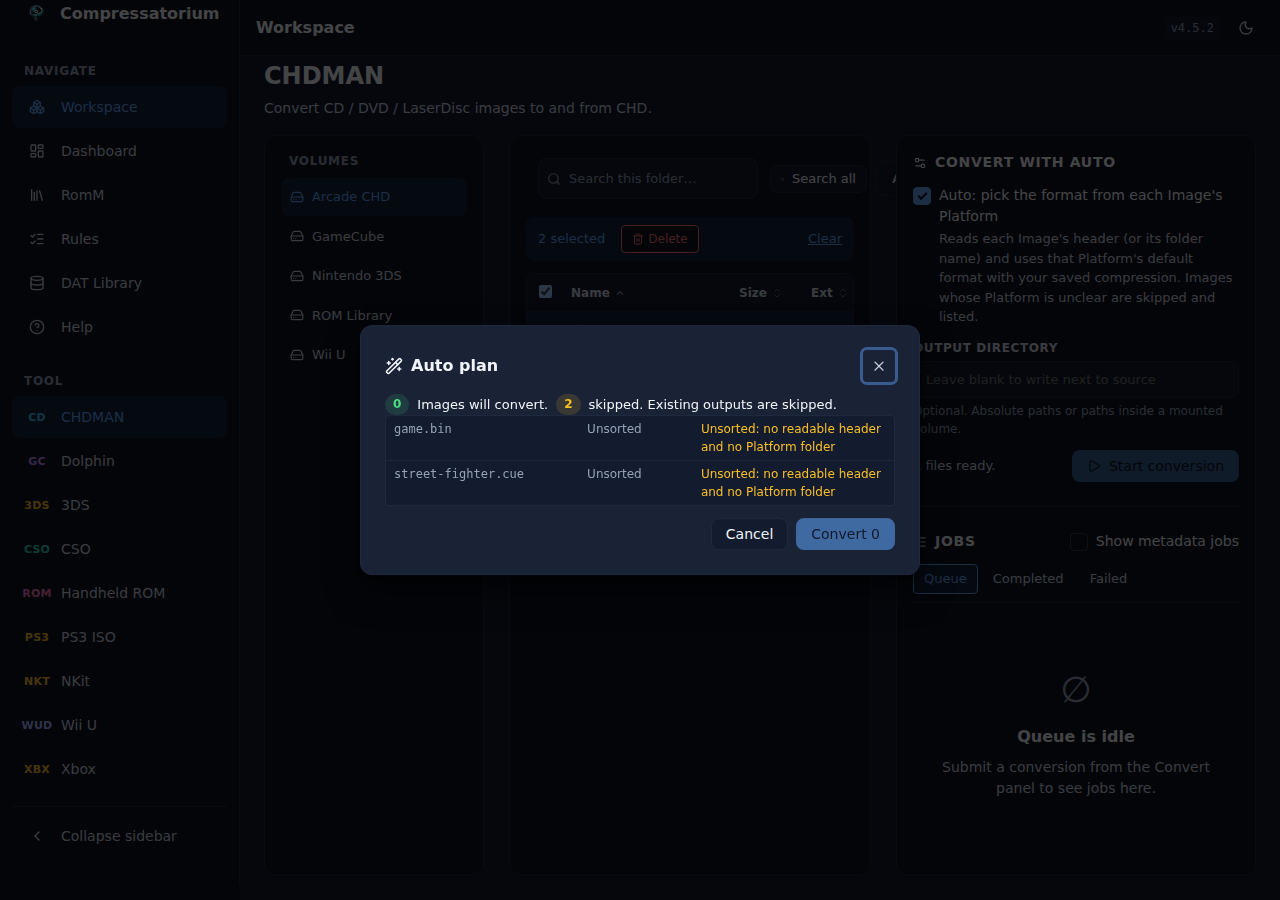 Compressatorium
Workspace
v4.5.2
NAVIGATE
Workspace
Dashboard
RomM
Rules
DAT Library
Help
TOOL
CD CHDMAN
GC Dolphin
3DS 3DS
CSO CSO
ROM Handheld ROM
PS3 PS3 ISO
NKT NKit
WUD Wii U
XBX Xbox
Collapse sidebar
CHDMAN
Convert CD / DVD / LaserDisc images to and from CHD.
VOLUMES
Arcade CHD
GameCube
Nintendo 3DS
ROM Library
Wii U
Search this folder…
Search all
2 selected
Delete
Clear
Name
Size
Ext
CONVERT WITH AUTO
Auto: pick the format from each Image's
Platform
Reads each Image's header (or its folder
name) and uses that Platform's default
format with your saved compression. Images
whose Platform is unclear are skipped and
listed.
OUTPUT DIRECTORY
Leave blank to write next to source
Optional. Absolute paths or paths inside a mounted
volume.
files ready.
Start conversion
JOBS
Show metadata jobs
Queue
Completed
Failed
Queue is idle
Submit a conversion from the Convert
panel to see jobs here.
Auto plan
0 Images will convert. 2 skipped. Existing outputs are skipped.
game.bin Unsorted Unsorted: no readable header
and no Platform folder
street-fighter.cue Unsorted Unsorted: no readable header
and no Platform folder
Cancel
Convert 0